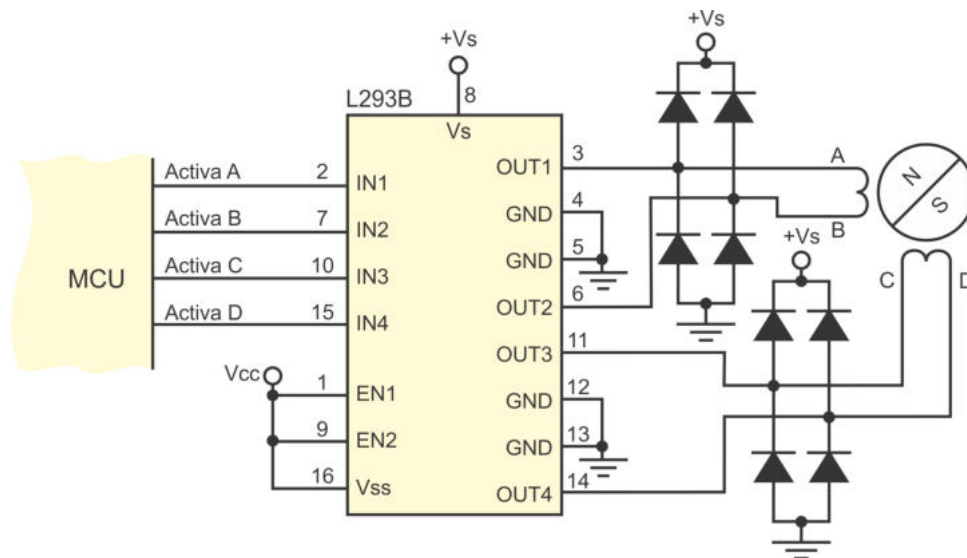 +Vs
L293B
8
Vs
Activa A 2 IN1
Activa B 7 IN2
MCU
Activa C 10 IN3
Activa D 15 IN4
Vcc
1 EN1
9 EN2
16 Vss
OUT1 3
GND 4
GND 5
OUT2 6
OUT3 11
GND 12
GND 13
OUT4 14
+Vs
A
B
N
S
+Vs
C
D